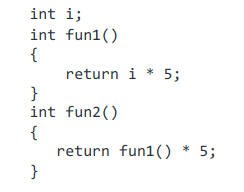 int i;
int fun1()
{
    return i * 5;
}
int fun2()
{
   return fun1() * 5;
}